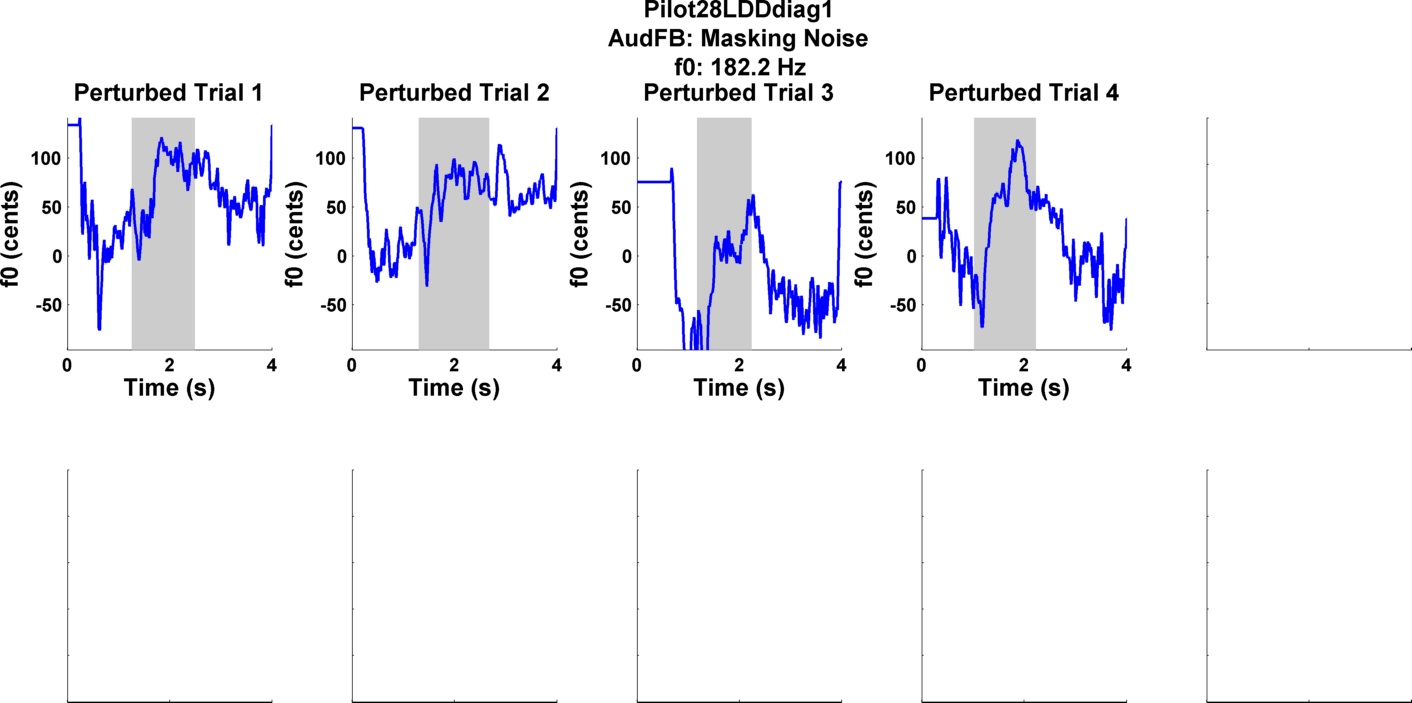 Pilot28LDDdiag1
AudFB: Masking Noise
f0: 182.2 Hz
Perturbed Trial 1
f0 (cents)
100
50
0
-50
0 2 4
Time (s)
Perturbed Trial 2
f0 (cents)
100
50
0
-50
0 2 4
Time (s)
Perturbed Trial 3
f0 (cents)
100
50
0
-50
0 2 4
Time (s)
Perturbed Trial 4
f0 (cents)
100
50
0
-50
0 2 4
Time (s)